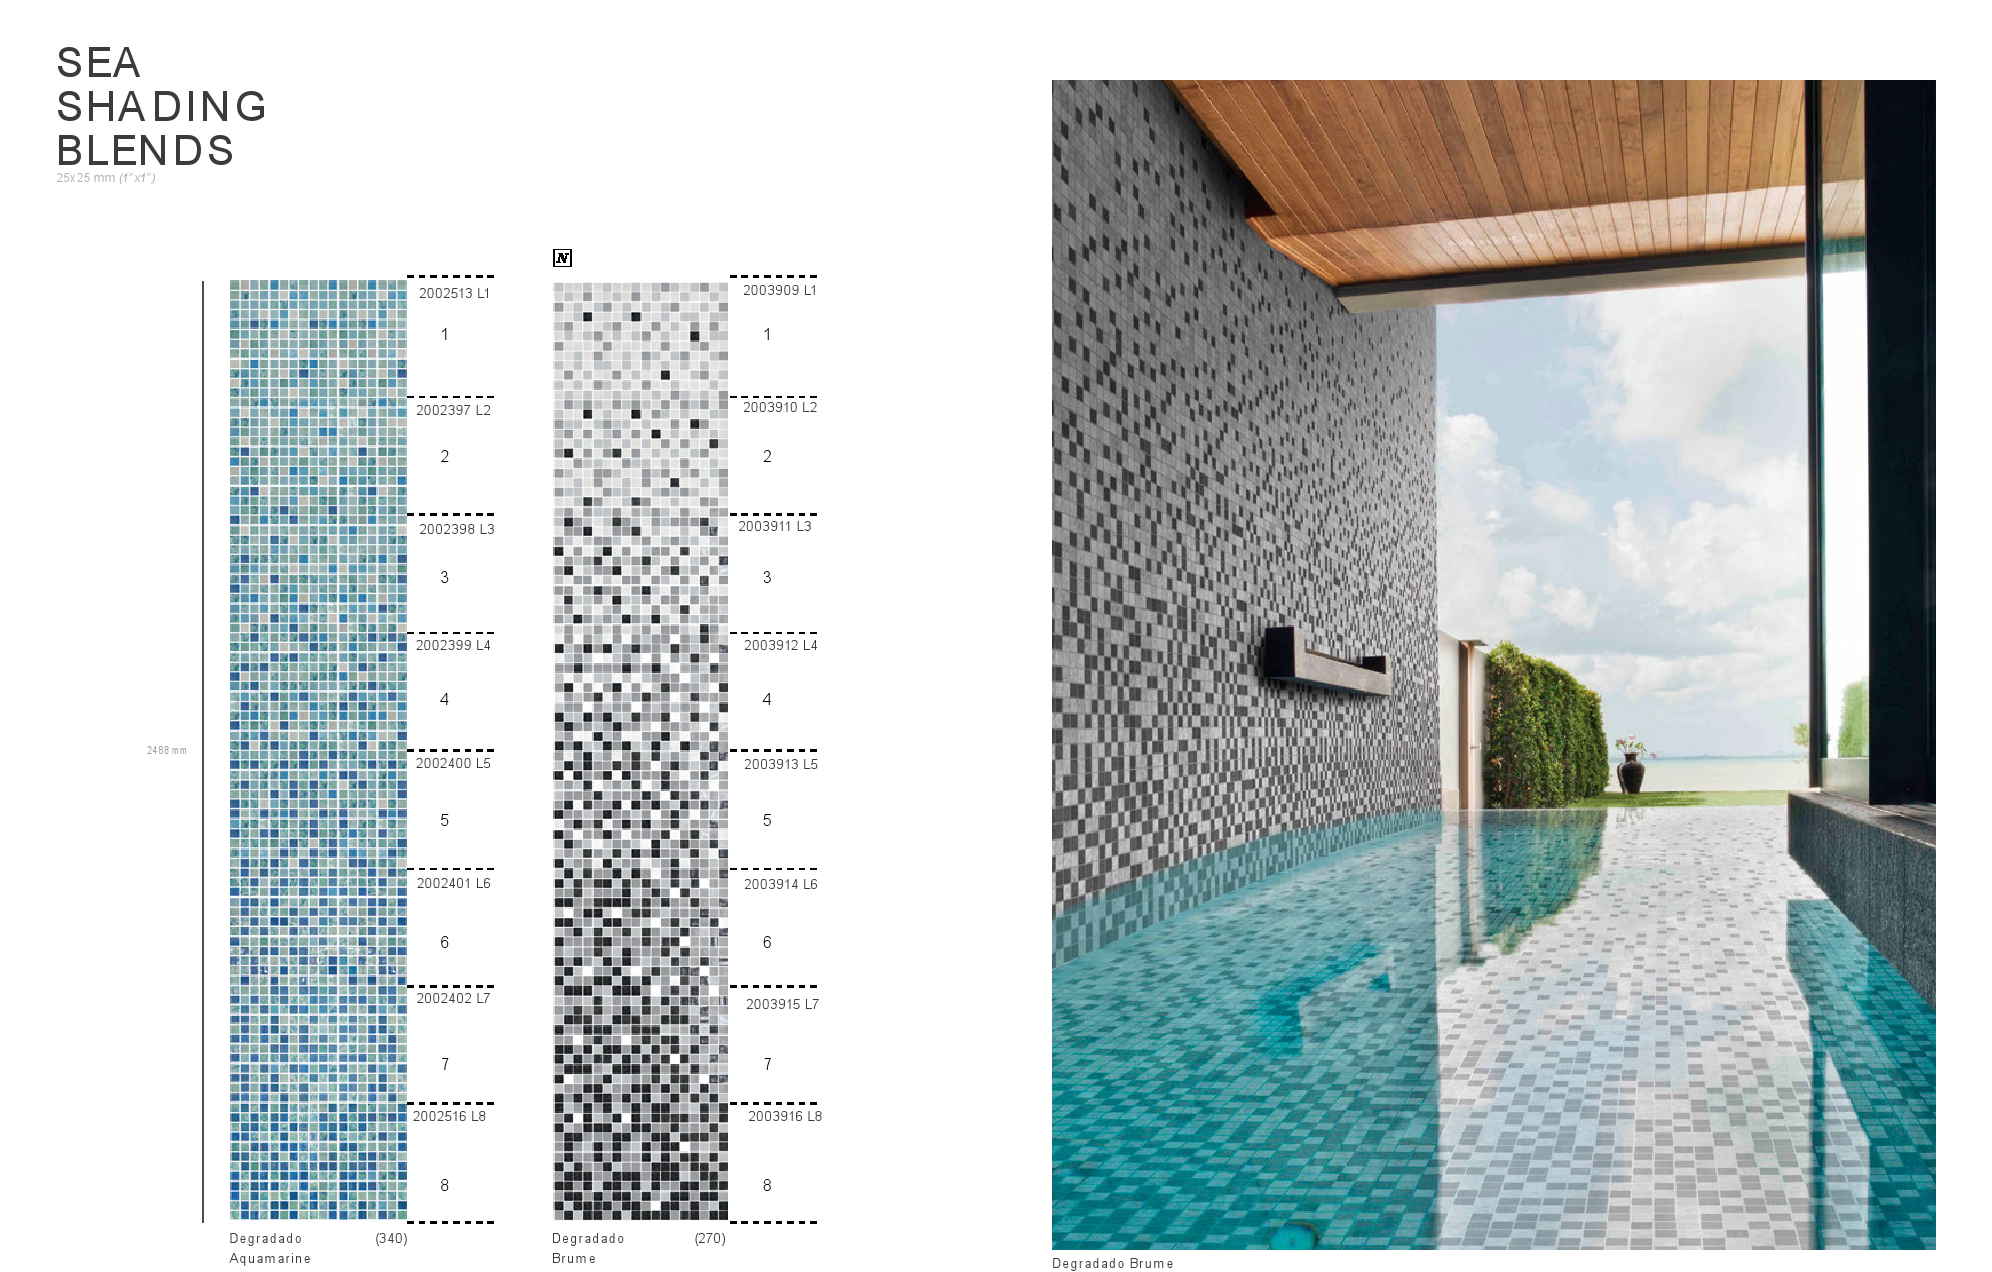 SEA
SHADING
BLENDS
25x25 mm (1"x1")
N
2002513 L1
1
2002397 L2
2
2002398 L3
3
2002399 L4
4
2488 mm
2002400 L5
5
2002401 L6
6
2002402 L7
7
2002516 L8
8
Degradado (340)
Aquamarine
2003909 L1
1
2003910 L2
2
2003911 L3
3
2003912 L4
4
2003913 L5
5
2003914 L6
6
2003915 L7
7
2003916 L8
8
Degradado (270)
Brume
Degradado Brume